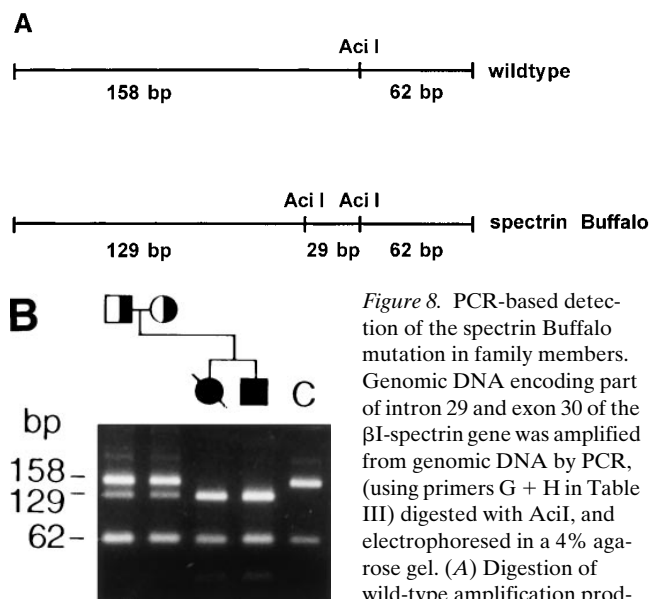 A
Aci I
wildtype
158 bp
62 bp
Aci I
Aci I
spectrin Buffalo
129 bp
29 bp
62 bp
B
C
bp
158
129
62
Figure 8. PCR-based detec-
tion of the spectrin Buffalo
mutation in family members.
Genomic DNA encoding part
of intron 29 and exon 30 of the
βI-spectrin gene was amplified
from genomic DNA by PCR,
(using primers G + H in Table
III) digested with AciI, and
electrophoresed in a 4% aga-
rose gel. (A) Digestion of
wild-type amplification prod-